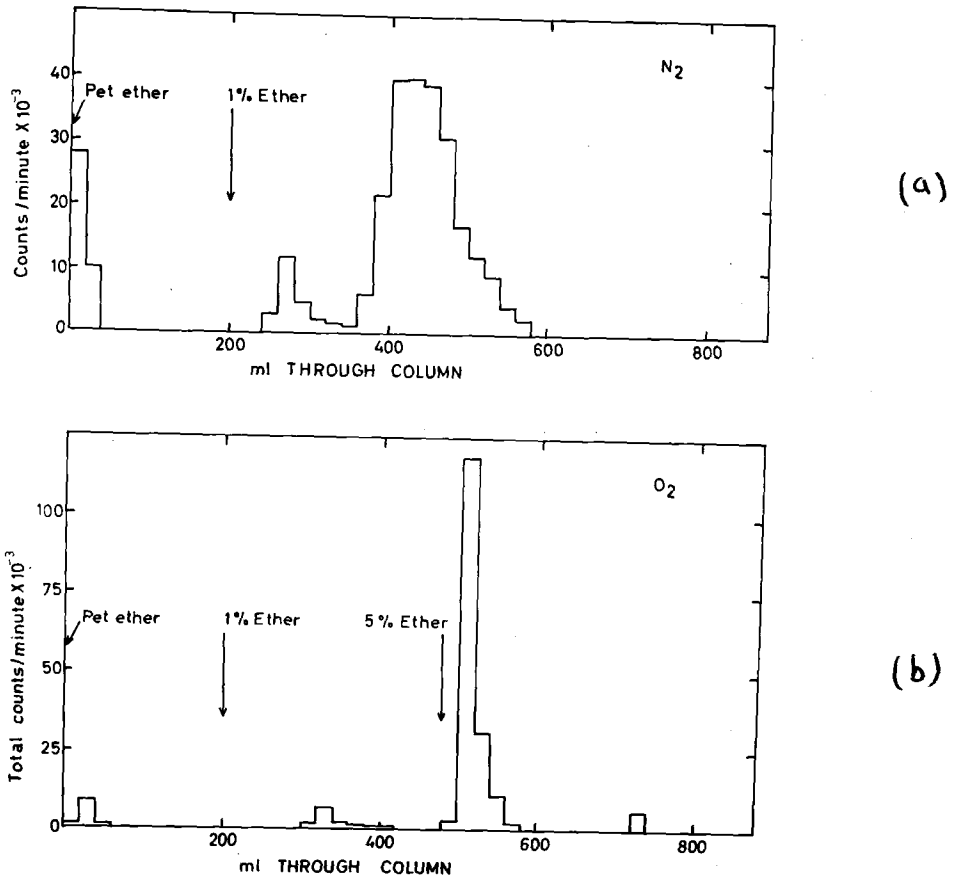 N2
40
30
20
10
0
Counts/minute X 10-3
Pet ether
1% Ether
200
400
600
800
ml THROUGH COLUMN
(a)
O2
100
75
50
25
0
Total counts/minute X10-3
Pet ether
1% Ether
5% Ether
200
400
600
800
ml THROUGH COLUMN
(b)